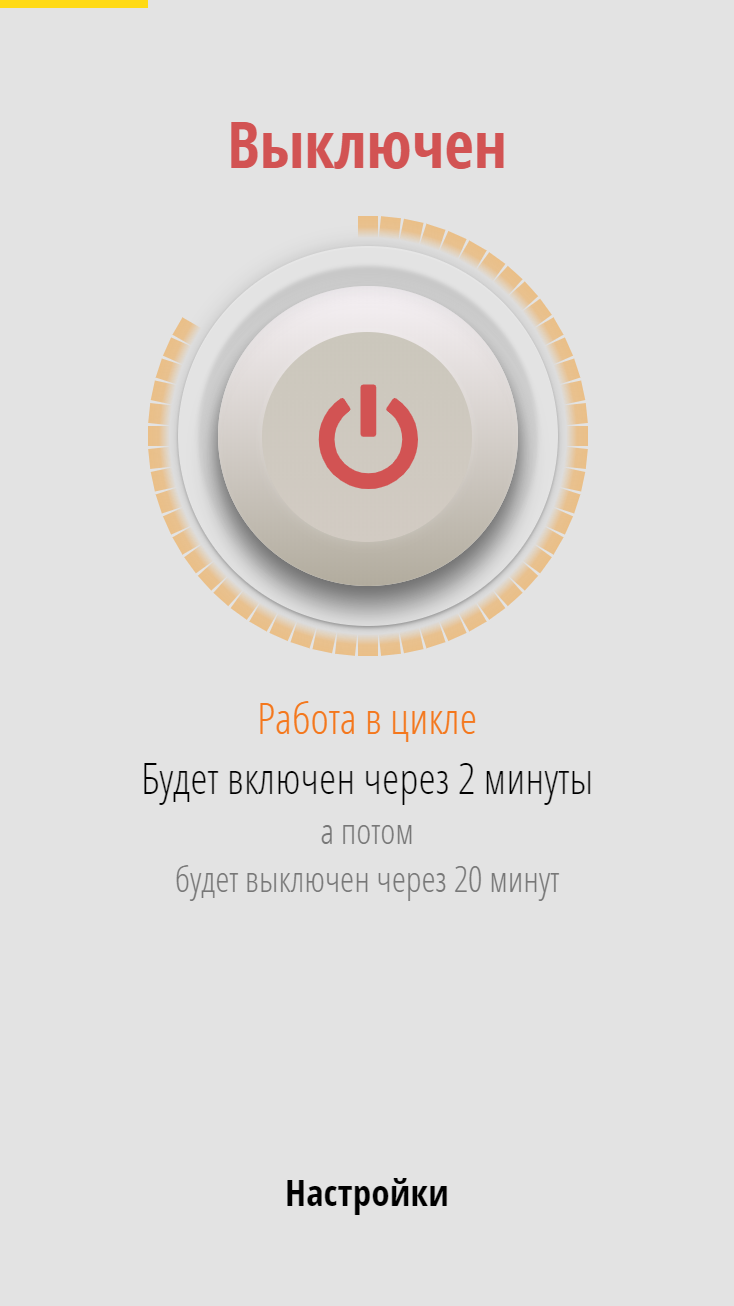 Выключен
Работа в цикле
Будет включен через 2 минуты
а потом
будет выключен через 20 минут
Настройки